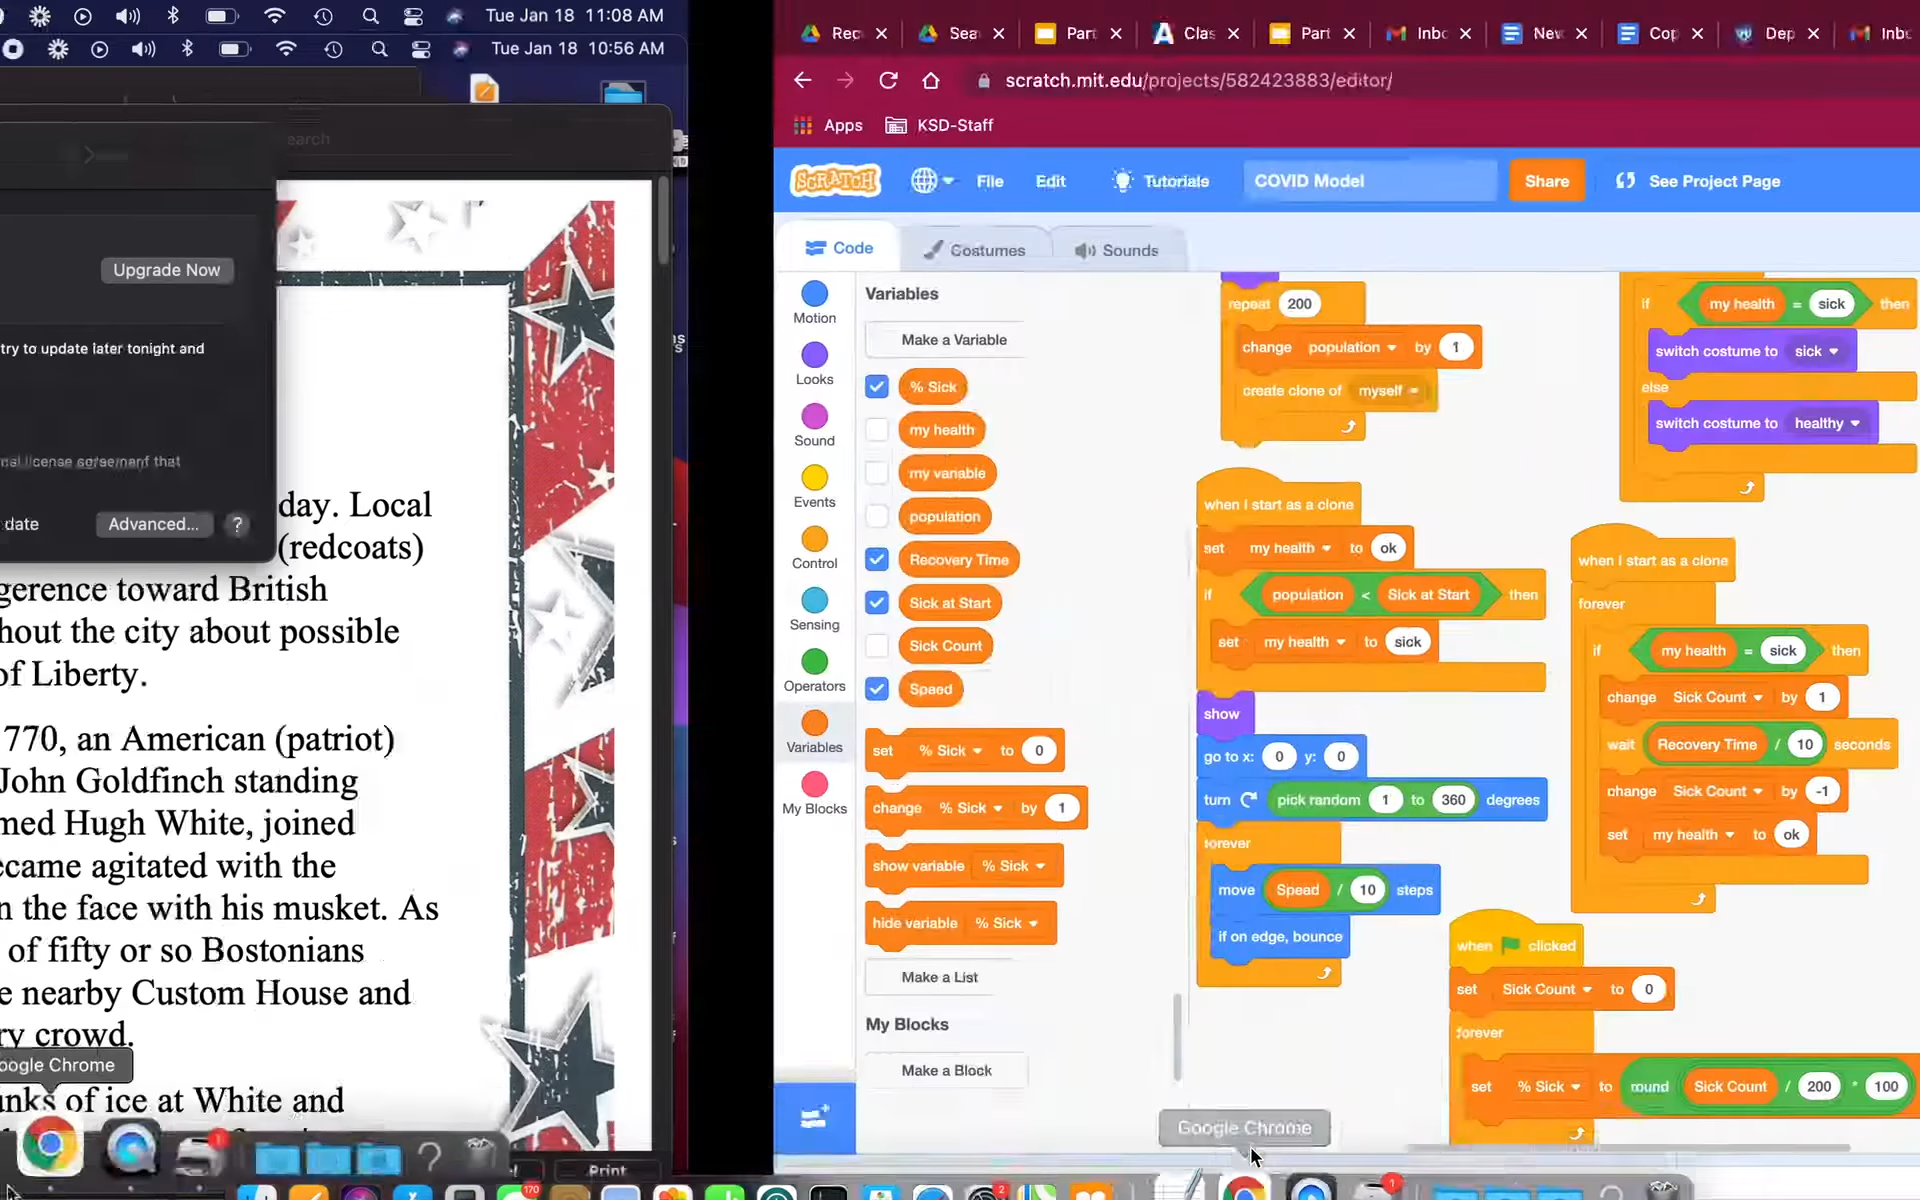 Tue Jan 18 11:08 AM
Tue Jan 18 10:56 AM
earch
Upgrade Now
try to update later tonight and
license agreement that
date
Advanced...
?
day. Local
(redcoats)
gerence toward British
hout the city about possible
of Liberty.
770, an American (patriot)
John Goldfinch standing
med Hugh White, joined
ecame agitated with the
n the face with his musket. As
of fifty or so Bostonians
e nearby Custom House and
ry crowd.
oogle Chrome
unks of ice at White and
Print
170
2
1
Rec
Sea
Part
Clas
Part
Inbo
New
Cop
Dep
Inbo
scratch.mit.edu/projects/582423883/editor/
Apps
KSD-Staff
SCRATCH
File
Edit
Tutorials
COVID Model
Share
See Project Page
Code
Costumes
Sounds
Motion
Looks
Sound
Events
Control
Sensing
Operators
Variables
My Blocks
Variables
Make a Variable
% Sick
my health
my variable
population
Recovery Time
Sick at Start
Sick Count
Speed
set % Sick to 0
change % Sick by 1
show variable % Sick
hide variable % Sick
Make a List
My Blocks
Make a Block
repeat 200
change population by 1
create clone of myself
when I start as a clone
set my health to ok
if population < Sick at Start then
set my health to sick
show
go to x: 0 y: 0
turn pick random 1 to 360 degrees
forever
move Speed / 10 steps
if on edge, bounce
if my health = sick then
switch costume to sick
else
switch costume to healthy
when I start as a clone
forever
if my health = sick then
change Sick Count by 1
wait Recovery Time / 10 seconds
change Sick Count by -1
set my health to ok
when clicked
set Sick Count to 0
forever
set % Sick to round Sick Count / 200 * 100
Google Chrome
1